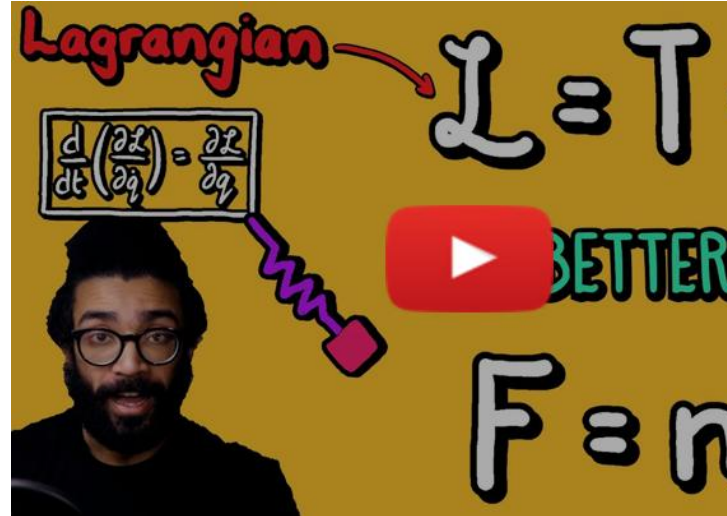 Lagrangian
ℒ = T
d/dt (∂ℒ/∂q̇) = ∂ℒ/∂q
BETTER
F =